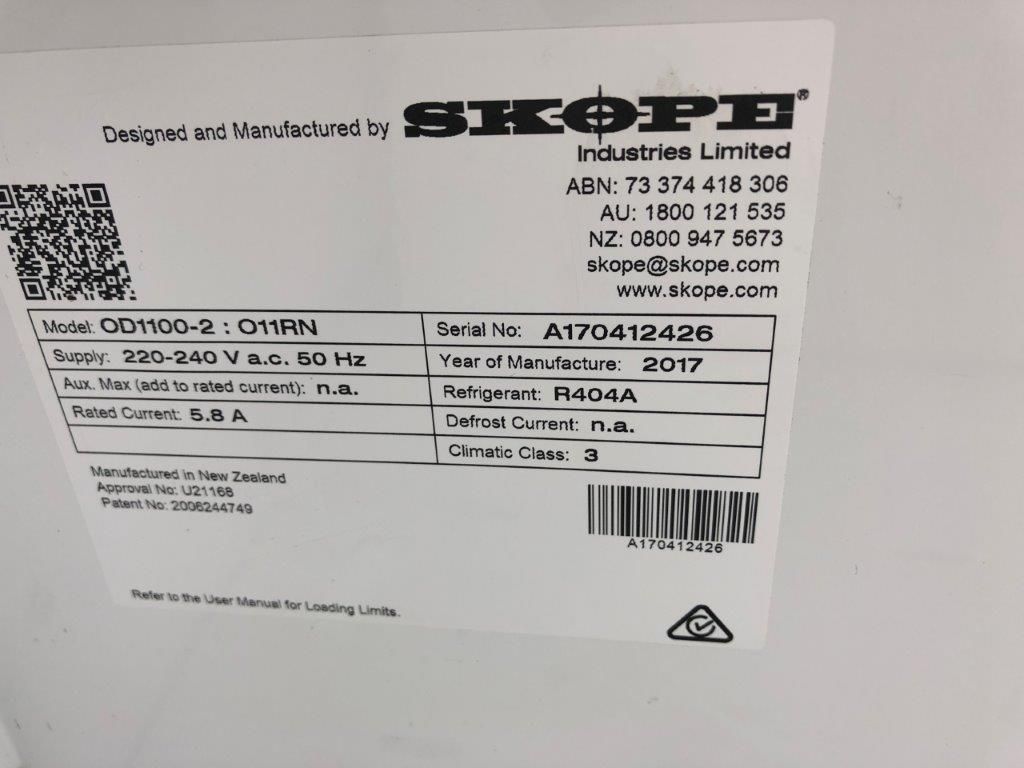 Designed and Manufactured by SKOPE®
Industries Limited
ABN: 73 374 418 306
AU: 1800 121 535
NZ: 0800 947 5673
skope@skope.com
www.skope.com
Model: OD1100-2 : O11RN
Serial No: A170412426
Supply: 220-240 V a.c. 50 Hz
Year of Manufacture: 2017
Aux. Max (add to rated current): n.a.
Refrigerant: R404A
Rated Current: 5.8 A
Defrost Current: n.a.
Climatic Class: 3
Manufactured in New Zealand
Approval No: U21168
Patent No: 2006244749
A170412426
Refer to the User Manual for Loading Limits.